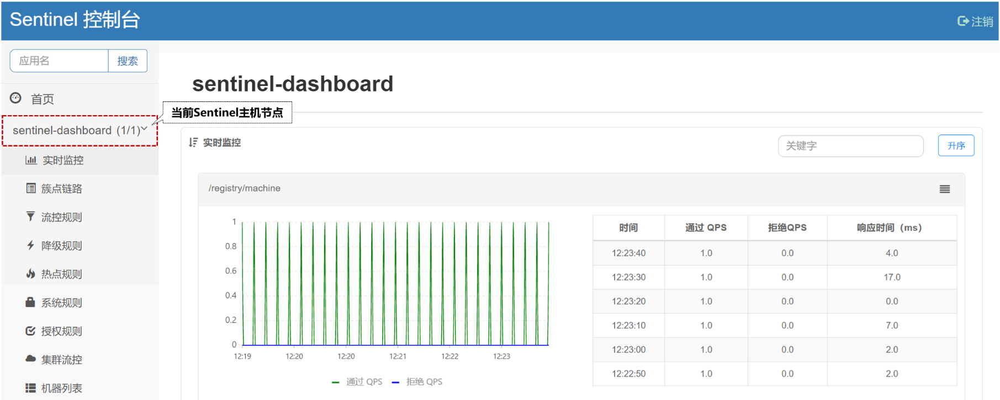 Sentinel 控制台
注销
应用名
搜索
首页
sentinel-dashboard (1/1)
实时监控
簇点链路
流控规则
降级规则
热点规则
系统规则
授权规则
集群流控
机器列表
当前Sentinel主机节点
sentinel-dashboard
实时监控
关键字
升序
/registry/machine
1
0.8
0.6
0.4
0.2
0
12:19 12:20 12:20 12:21 12:22 12:23
通过 QPS 拒绝 QPS
时间 通过 QPS 拒绝QPS 响应时间（ms）
12:23:40 1.0 0.0 4.0
12:23:30 1.0 0.0 17.0
12:23:20 1.0 0.0 0.0
12:23:10 1.0 0.0 7.0
12:23:00 1.0 0.0 2.0
12:22:50 1.0 0.0 2.0